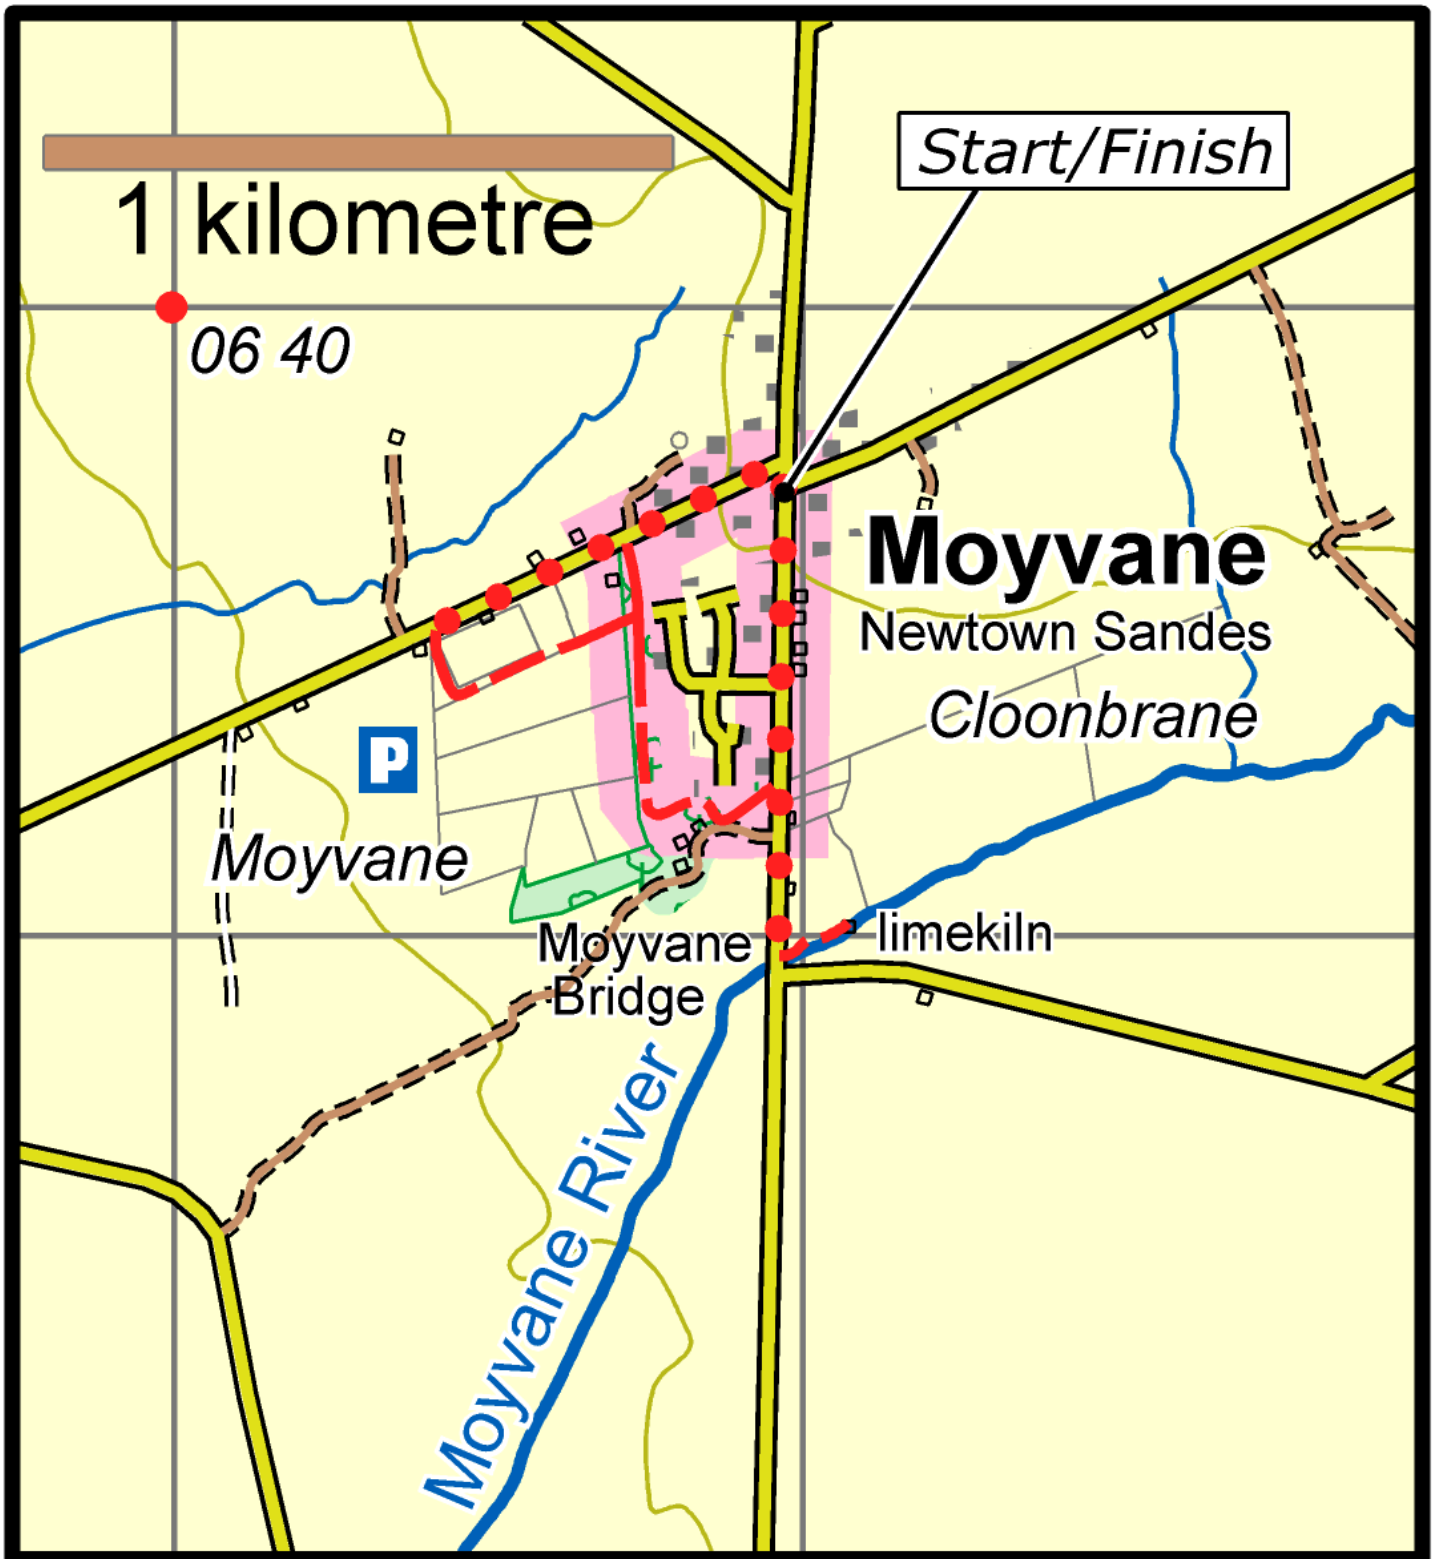 Start/Finish
1 kilometre
06 40
Moyvane
Newtown Sandes
Cloonbrane
P
Moyvane
limekiln
Moyvane
Bridge
Moyvane River